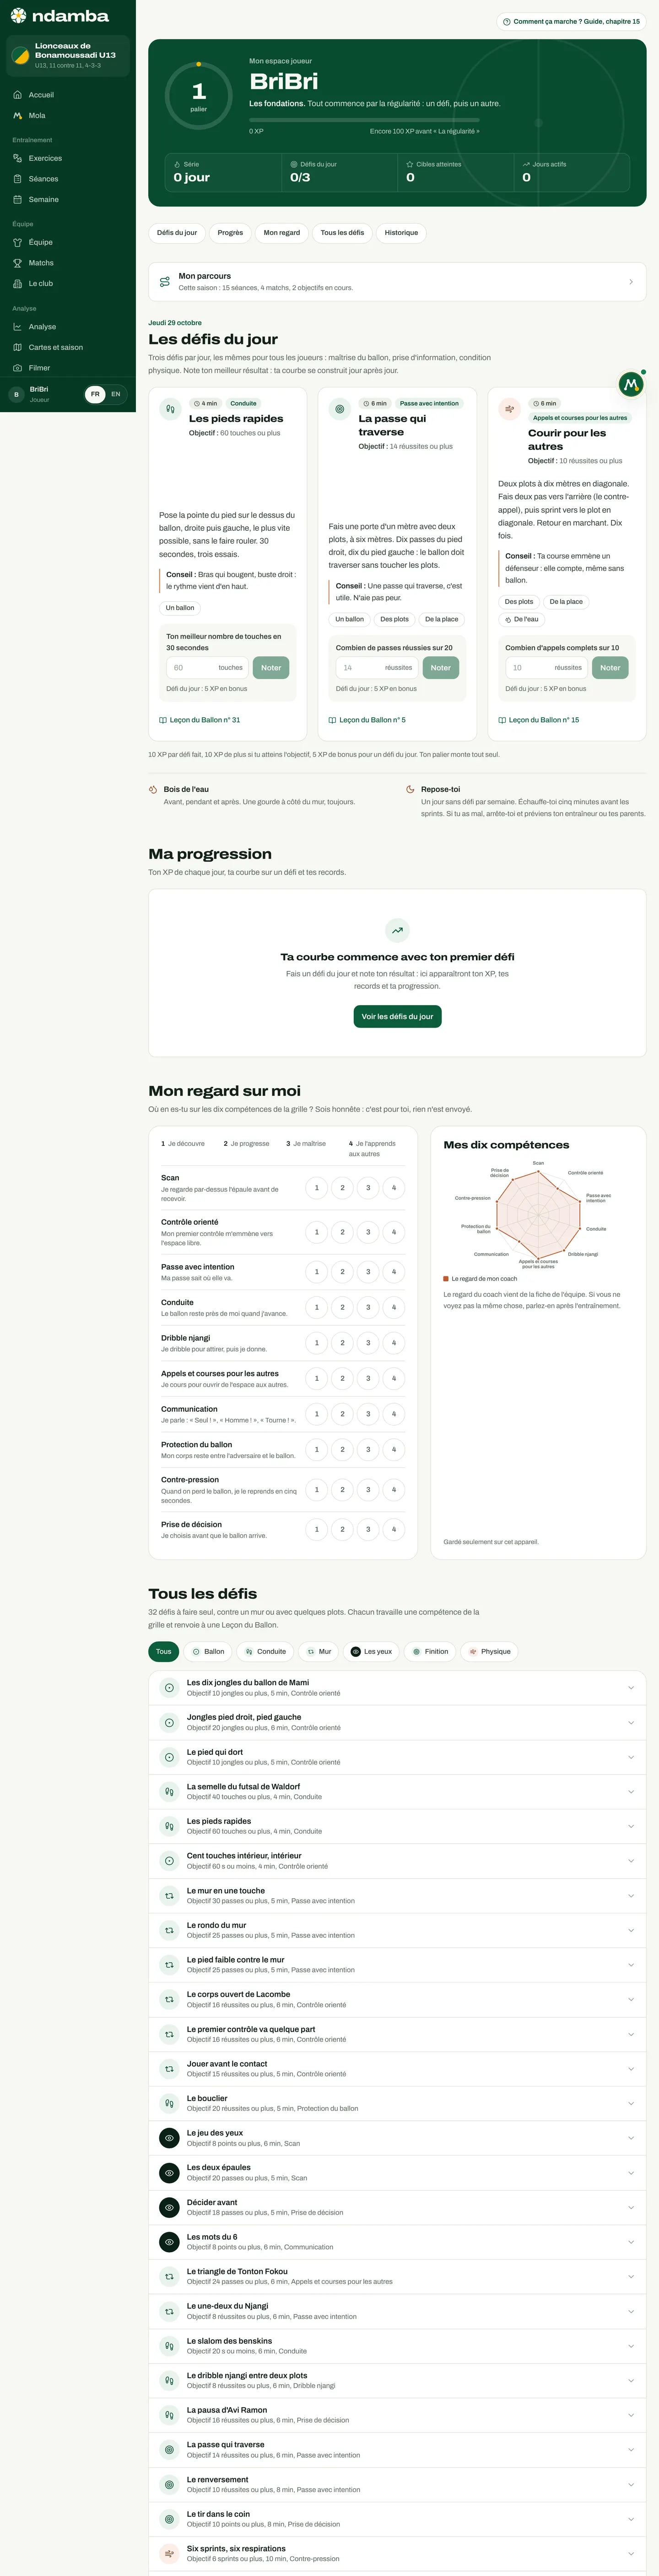 ndamba
Lionceaux de
Bonamoussadi U13
U13, 11 contre 11, 4-3-3
Accueil
Mola
Entraînement
Exercices
Séances
Semaine
Équipe
Équipe
Matchs
Le club
Analyse
Analyse
Cartes et saison
Filmer
B
BriBri
Joueur
FR
EN
Comment ça marche ? Guide, chapitre 15
1
palier
Mon espace joueur
BriBri
Les fondations. Tout commence par la régularité : un défi, puis un autre.
0 XP
Encore 100 XP avant « La régularité »
Série
0 jour
Défis du jour
0/3
Cibles atteintes
0
Jours actifs
0
Défis du jour
Progrès
Mon regard
Tous les défis
Historique
Mon parcours
Cette saison : 15 séances, 4 matchs, 2 objectifs en cours.
Jeudi 29 octobre
Les défis du jour
Trois défis par jour, les mêmes pour tous les joueurs : maîtrise du ballon, prise d'information, condition
physique. Note ton meilleur résultat : ta courbe se construit jour après jour.
4 min
Conduite
Les pieds rapides
Objectif : 60 touches ou plus
Pose la pointe du pied sur le dessus du
ballon, droite puis gauche, le plus vite
possible, sans le faire rouler. 30
secondes, trois essais.
Conseil : Bras qui bougent, buste droit :
le rythme vient d'en haut.
Un ballon
Ton meilleur nombre de touches en
30 secondes
60
touches
Noter
Défi du jour : 5 XP en bonus
Leçon du Ballon n° 31
6 min
Passe avec intention
La passe qui
traverse
Objectif : 14 réussites ou plus
Fais une porte d'un mètre avec deux
plots, à six mètres. Dix passes du pied
droit, dix du pied gauche : le ballon doit
traverser sans toucher les plots.
Conseil : Une passe qui traverse, c'est
utile. N'aie pas peur.
Un ballon
Des plots
De la place
Combien de passes réussies sur 20
14
réussites
Noter
Défi du jour : 5 XP en bonus
Leçon du Ballon n° 5
6 min
Appels et courses pour les autres
Courir pour les
autres
Objectif : 10 réussites ou plus
Deux plots à dix mètres en diagonale.
Fais deux pas vers l'arrière (le contre-
appel), puis sprint vers le plot en
diagonale. Retour en marchant. Dix
fois.
Conseil : Ta course emmène un
défenseur : elle compte, même sans
ballon.
Des plots
De la place
De l'eau
Combien d'appels complets sur 10
10
réussites
Noter
Défi du jour : 5 XP en bonus
Leçon du Ballon n° 15
10 XP par défi fait, 10 XP de plus si tu atteins l'objectif, 5 XP de bonus pour un défi du jour. Ton palier monte tout seul.
Bois de l'eau
Avant, pendant et après. Une gourde à côté du mur, toujours.
Repose-toi
Un jour sans défi par semaine. Échauffe-toi cinq minutes avant les
sprints. Si tu as mal, arrête-toi et préviens ton entraîneur ou tes parents.
Ma progression
Ton XP de chaque jour, ta courbe sur un défi et tes records.
Ta courbe commence avec ton premier défi
Fais un défi du jour et note ton résultat : ici apparaîtront ton XP, tes
records et ta progression.
Voir les défis du jour
Mon regard sur moi
Où en es-tu sur les dix compétences de la grille ? Sois honnête : c'est pour toi, rien n'est envoyé.
1 Je découvre
2 Je progresse
3 Je maîtrise
4 Je l'apprends
aux autres
Scan
Je regarde par-dessus l'épaule avant de
recevoir.
1 2 3 4
Contrôle orienté
Mon premier contrôle m'emmène vers
l'espace libre.
1 2 3 4
Passe avec intention
Ma passe sait où elle va.
1 2 3 4
Conduite
Le ballon reste près de moi quand j'avance.
1 2 3 4
Dribble njangi
Je dribble pour attirer, puis je donne.
1 2 3 4
Appels et courses pour les autres
Je cours pour ouvrir de l'espace aux autres.
1 2 3 4
Communication
Je parle : « Seul ! », « Homme ! », « Tourne ! ».
1 2 3 4
Protection du ballon
Mon corps reste entre l'adversaire et le ballon.
1 2 3 4
Contre-pression
Quand on perd le ballon, je le reprends en cinq
secondes.
1 2 3 4
Prise de décision
Je choisis avant que le ballon arrive.
1 2 3 4
Mes dix compétences
Scan
Contrôle orienté
Passe avec
intention
Conduite
Dribble njangi
Appels et courses
pour les autres
Communication
Protection du
ballon
Contre-pression
Prise de
décision
Le regard de mon coach
Le regard du coach vient de la fiche de l'équipe. Si vous ne
voyez pas la même chose, parlez-en après l'entraînement.
Gardé seulement sur cet appareil.
Tous les défis
32 défis à faire seul, contre un mur ou avec quelques plots. Chacun travaille une compétence de la
grille et renvoie à une Leçon du Ballon.
Tous
Ballon
Conduite
Mur
Les yeux
Finition
Physique
Les dix jongles du ballon de Mami
Objectif 10 jongles ou plus, 5 min, Contrôle orienté
Jongles pied droit, pied gauche
Objectif 20 jongles ou plus, 6 min, Contrôle orienté
Le pied qui dort
Objectif 10 jongles ou plus, 5 min, Contrôle orienté
La semelle du futsal de Waldorf
Objectif 40 touches ou plus, 4 min, Conduite
Les pieds rapides
Objectif 60 touches ou plus, 4 min, Conduite
Cent touches intérieur, intérieur
Objectif 60 s ou moins, 4 min, Contrôle orienté
Le mur en une touche
Objectif 30 passes ou plus, 5 min, Passe avec intention
Le rondo du mur
Objectif 25 passes ou plus, 5 min, Passe avec intention
Le pied faible contre le mur
Objectif 25 passes ou plus, 5 min, Passe avec intention
Le corps ouvert de Lacombe
Objectif 16 réussites ou plus, 6 min, Contrôle orienté
Le premier contrôle va quelque part
Objectif 16 réussites ou plus, 6 min, Contrôle orienté
Jouer avant le contact
Objectif 15 réussites ou plus, 5 min, Contrôle orienté
Le bouclier
Objectif 20 réussites ou plus, 5 min, Protection du ballon
Le jeu des yeux
Objectif 8 points ou plus, 6 min, Scan
Les deux épaules
Objectif 20 passes ou plus, 5 min, Scan
Décider avant
Objectif 18 passes ou plus, 5 min, Prise de décision
Les mots du 6
Objectif 8 points ou plus, 6 min, Communication
Le triangle de Tonton Fokou
Objectif 24 passes ou plus, 6 min, Appels et courses pour les autres
Le une-deux du Njangi
Objectif 8 réussites ou plus, 6 min, Passe avec intention
Le slalom des benskins
Objectif 20 s ou moins, 6 min, Conduite
Le dribble njangi entre deux plots
Objectif 8 réussites ou plus, 6 min, Dribble njangi
La pausa d'Avi Ramon
Objectif 16 réussites ou plus, 6 min, Prise de décision
La passe qui traverse
Objectif 14 réussites ou plus, 6 min, Passe avec intention
Le renversement
Objectif 10 réussites ou plus, 8 min, Passe avec intention
Le tir dans le coin
Objectif 10 points ou plus, 8 min, Prise de décision
Six sprints, six respirations
Objectif 6 sprints ou plus, 10 min, Contre-pression